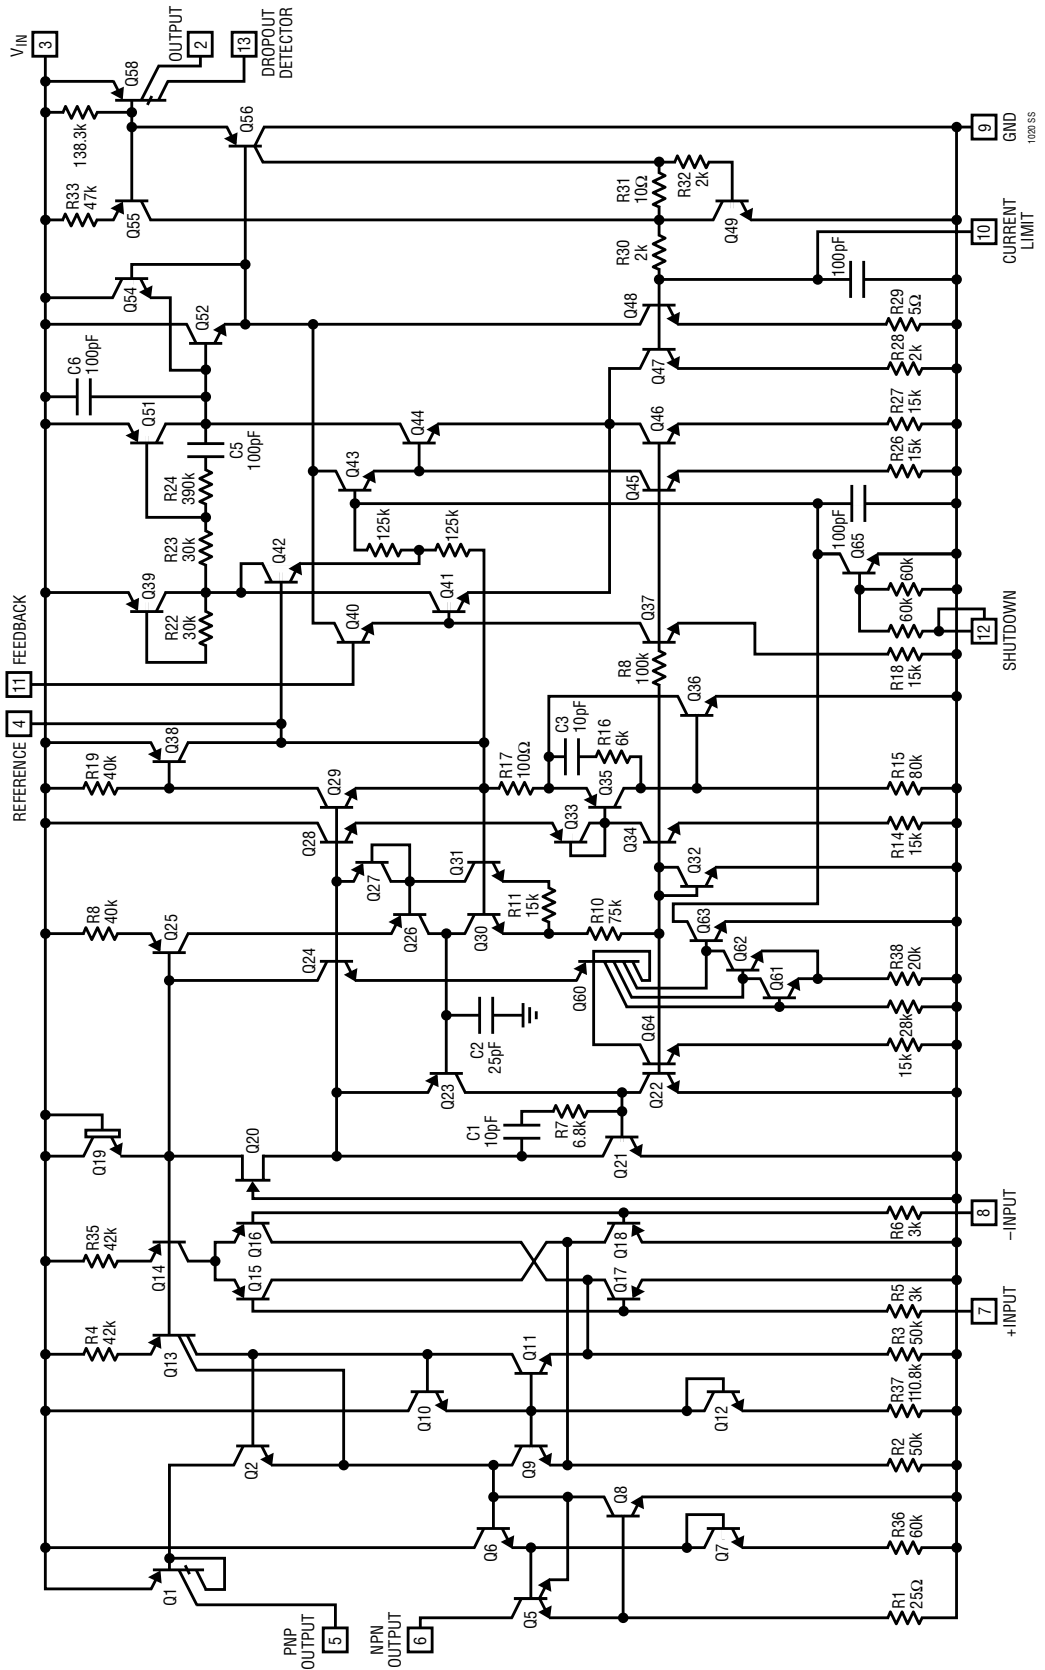 REFERENCE
4
11
FEEDBACK
VIN
3
R4
42k
R35
42k
Q19
R8
40k
R19
40k
R33
47k
138.3k
Q58
OUTPUT
2
13
DROPOUT
DETECTOR
Q1
Q13
Q14
Q25
Q38
Q39
Q51
C6
100pF
Q54
Q55
Q2
Q15
Q16
Q20
R22
30k
R23
30k
R24
390k
C5
100pF
Q52
Q56
PNP
OUTPUT
5
Q24
Q28
Q29
Q42
Q27
Q40
125k
125k
Q43
NPN
OUTPUT
6
Q10
Q23
C2
25pF
Q26
Q30
Q31
Q41
Q44
Q6
Q9
Q11
C1
10pF
R7
6.8k
R11
15k
R17
100Ω
Q5
Q8
Q17
Q18
Q21
Q60
R10
75k
Q33
Q35
C3
10pF
R16
6k
Q22
Q64
Q34
R8
100k
Q37
Q45
Q46
Q47
Q48
R30
2k
R31
10Ω
R32
2k
Q7
Q12
Q61
Q62
Q63
Q32
Q36
Q49
R1
25Ω
R36
60k
R2
50k
R37
110.8k
R3
50k
R5
3k
R6
3k
15k
28k
R38
20k
R14
15k
R15
80k
R18
15k
60k
60k
Q65
100pF
R26
15k
R27
15k
R28
2k
R29
5Ω
100pF
7
+INPUT
8
–INPUT
12
SHUTDOWN
10
CURRENT
LIMIT
9
GND
1020 SS